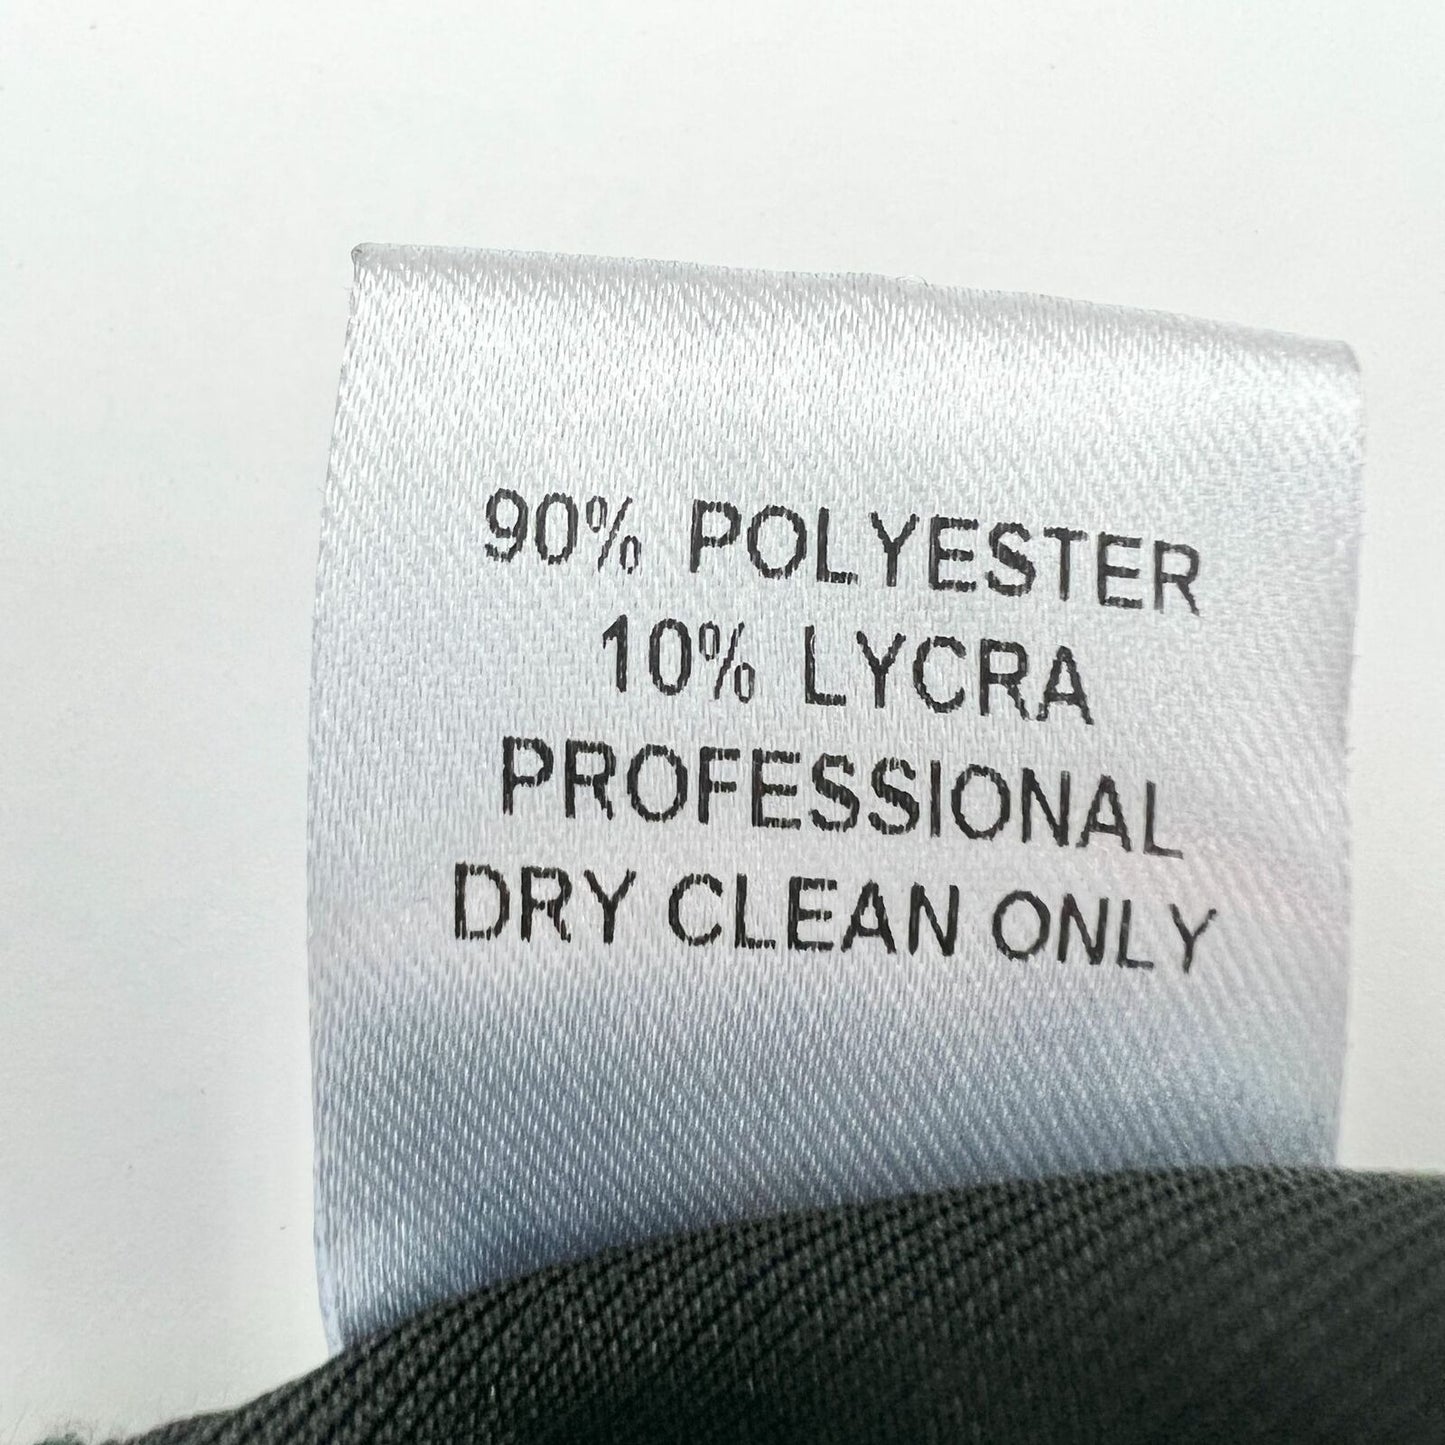 90% POLYESTER
10% LYCRA
PROFESSIONAL
DRY CLEAN ONLY